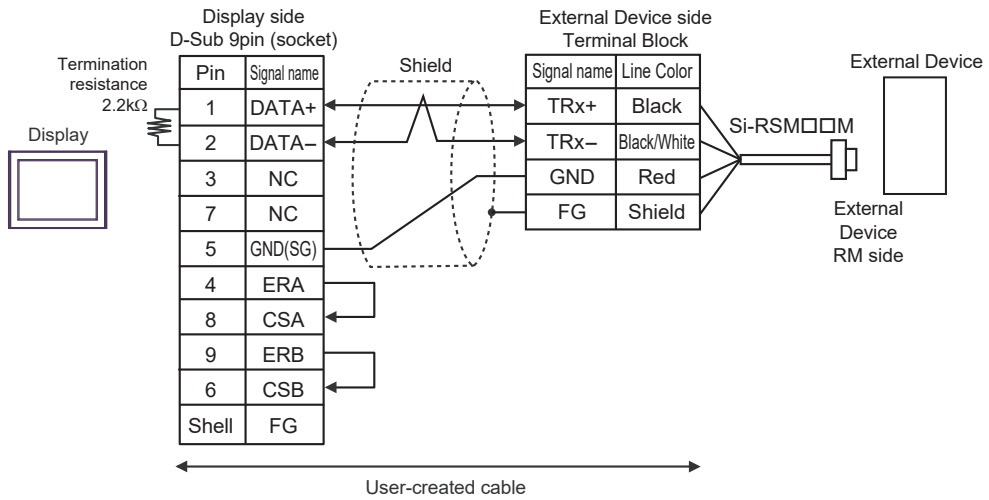 Display side
D-Sub 9pin (socket)
External Device side
Terminal Block
Termination
resistance
2.2kΩ
Shield
External Device
Display
Pin Signal name
1 DATA+
2 DATA–
3 NC
7 NC
5 GND(SG)
4 ERA
8 CSA
9 ERB
6 CSB
Shell FG
Signal name Line Color
TRx+ Black
TRx– Black/White
GND Red
FG Shield
Si-RSM□□M
External
Device
RM side
User-created cable